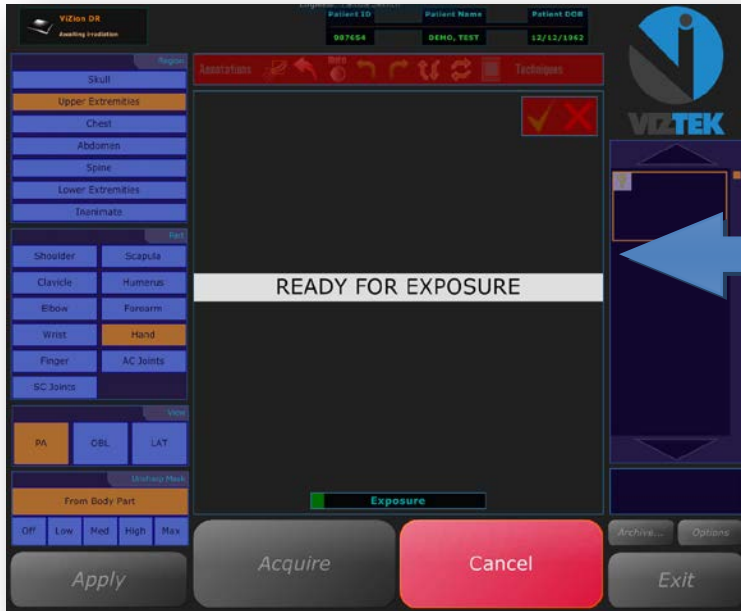 ViZion DR
Awaiting irradiation
Patient ID
Patient Name
Patient DOB
987654
DEMO, TEST
12/12/1962
Region
Skull
Upper Extremities
Chest
Abdomen
Spine
Lower Extremities
Inanimate
Part
Shoulder
Scapula
Clavicle
Humerus
Elbow
Forearm
Wrist
Hand
Finger
AC Joints
SC Joints
View
PA
OBL
LAT
Unsharp Mask
From Body Part
Off
Low
Med
High
Max
Apply
Annotations
Techniques
READY FOR EXPOSURE
Exposure
Acquire
Cancel
VIZTEK
Archive...
Options
Exit